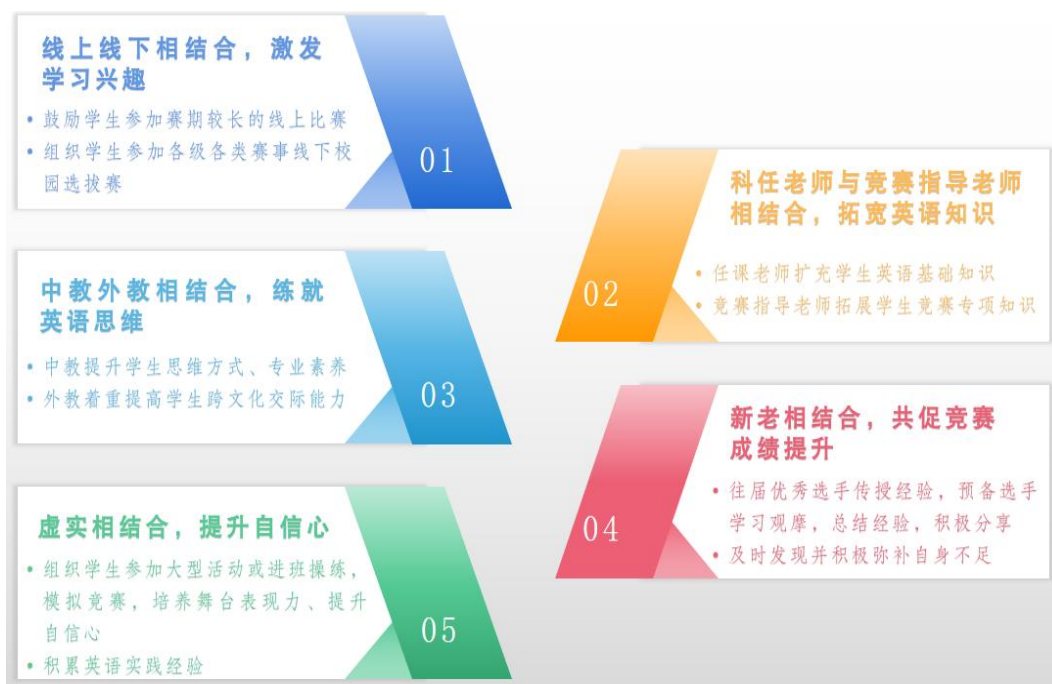 线上线下相结合，激发
学习兴趣
• 鼓励学生参加赛期较长的线上比赛
• 组织学生参加各级各类赛事线下校
园选拔赛
01
科任老师与竞赛指导老师
相结合，拓宽英语知识
• 任课老师扩充学生英语基础知识
• 竞赛指导老师拓展学生竞赛专项知识
02
中教外教相结合，练就
英语思维
• 中教提升学生思维方式、专业素养
• 外教着重提高学生跨文化交际能力
03
新老相结合，共促竞赛
成绩提升
• 往届优秀选手传授经验，预备选手
学习观摩，总结经验，积极分享
• 及时发现并积极弥补自身不足
04
虚实相结合，提升自信心
• 组织学生参加大型活动或进班操练，
模拟竞赛，培养舞台表现力、提升
自信心
• 积累英语实践经验
05